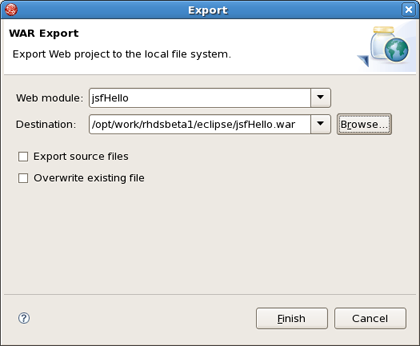 Export
WAR Export
Export Web project to the local file system.
Web module: jsfHello
Destination: /opt/work/rhdsbeta1/eclipse/jsfHello.war Browse...
Export source files
Overwrite existing file
Finish Cancel